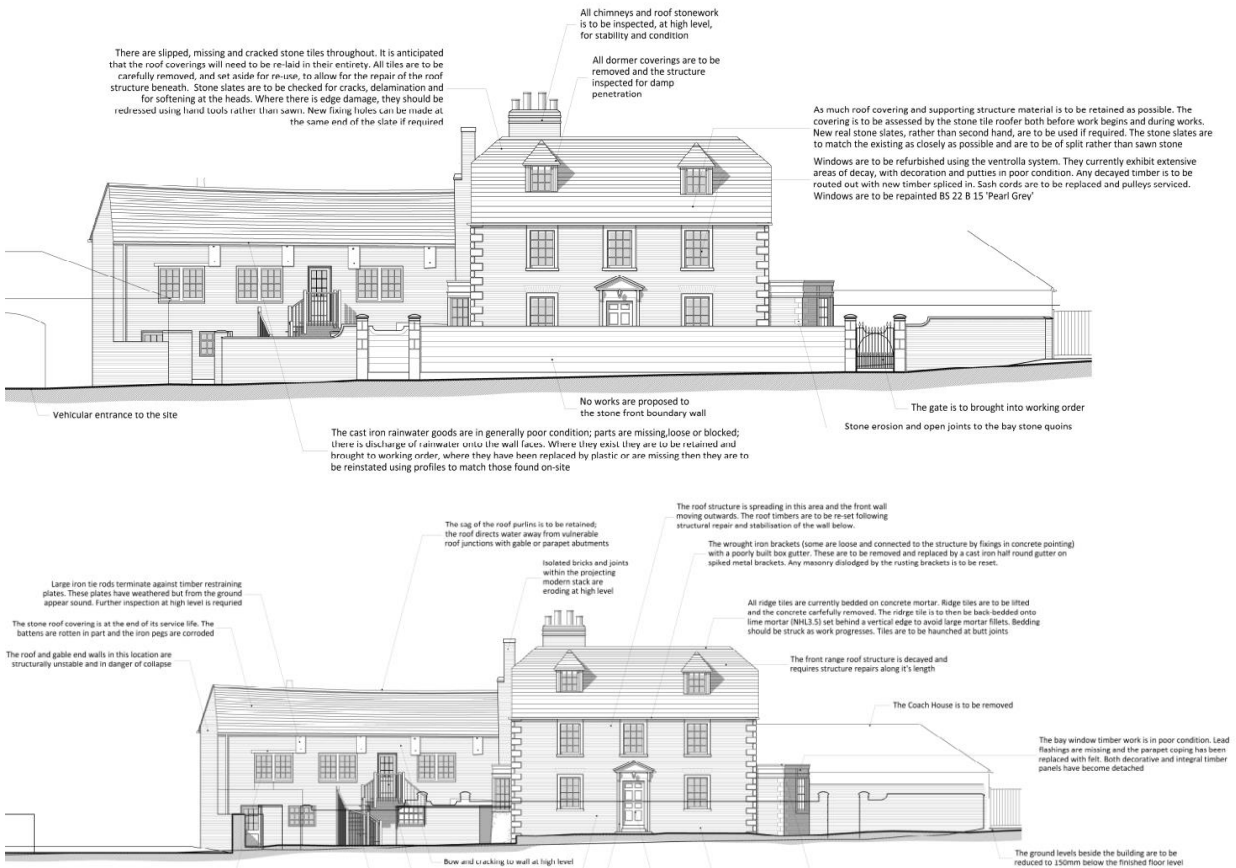 All chimneys and roof stonework
is to be inspected, at high level,
for stability and condition
There are slipped, missing and cracked stone tiles throughout. It is anticipated
that the roof coverings will need to be re-laid in their entirety. All tiles are to be
carefully removed, and set aside for re-use, to allow for the repair of the roof
structure beneath. Stone slates are to be checked for cracks, delamination and
for softening at the heads. Where there is edge damage, they should be
redressed using hand tools rather than sawn. New fixing holes can be made at
the same end of the slate if required
All dormer coverings are to be
removed and the structure
inspected for damp
penetration
As much roof covering and supporting structure material is to be retained as possible. The
covering is to be assessed by the stone tile roofer both before work begins and during works.
New real stone slates, rather than second hand, are to be used if required. The stone slates are
to match the existing as closely as possible and are to be of split rather than sawn stone
Windows are to be refurbished using the ventrolla system. They currently exhibit extensive
areas of decay, with decoration and putties in poor condition. Any decayed timber is to be
routed out with new timber spliced in. Sash cords are to be replaced and pulleys serviced.
Windows are to be repainted BS 22 B 15 'Pearl Grey'
Vehicular entrance to the site
No works are proposed to
the stone front boundary wall
The gate is to brought into working order
Stone erosion and open joints to the bay stone quoins
The cast iron rainwater goods are in generally poor condition; parts are missing,loose or blocked;
there is discharge of rainwater onto the wall faces. Where they exist they are to be retained and
brought to working order, where they have been replaced by plastic or are missing then they are to
be reinstated using profiles to match those found on-site
The roof structure is spreading in this area and the front wall
moving outwards. The roof timbers are to be re-set following
structural repair and stabilisation of the wall below.
The sag of the roof purlins is to be retained;
the roof directs water away from vulnerable
roof junctions with gable or parapet abutments
The wrought iron brackets (some are loose and connected to the structure by fixings in concrete pointing)
with a poorly built box gutter. These are to be removed and replaced by a cast iron half round gutter on
spiked metal brackets. Any masonry dislodged by the rusting brackets is to be reset.
Isolated bricks and joints
within the projecting
modern stack are
eroding at high level
Large iron tie rods terminate against timber restraining
plates. These plates have weathered but from the ground
appear sound. Further inspection at high level is requried
All ridge tiles are currently bedded on concrete mortar. Ridge tiles are to be lifted
and the concrete carfefully removed. The ridrge tile is to then be back-bedded onto
lime mortar (NHL3.5) set behind a vertical edge to avoid large mortar fillets. Bedding
should be struck as work progresses. Tiles are to be haunched at butt joints
The stone roof covering is at the end of its service life. The
battens are rotten in part and the iron pegs are corroded
The roof and gable end walls in this location are
structurally unstable and in danger of collapse
The front range roof structure is decayed and
requires structure repairs along it's length
The Coach House is to be removed
The bay window timber work is in poor condition. Lead
flashings are missing and the parapet coping has been
replaced with felt. Both decorative and integral timber
panels have become detached
Bow and cracking to wall at high level
The ground levels beside the building are to be
reduced to 150mm below the finished floor level